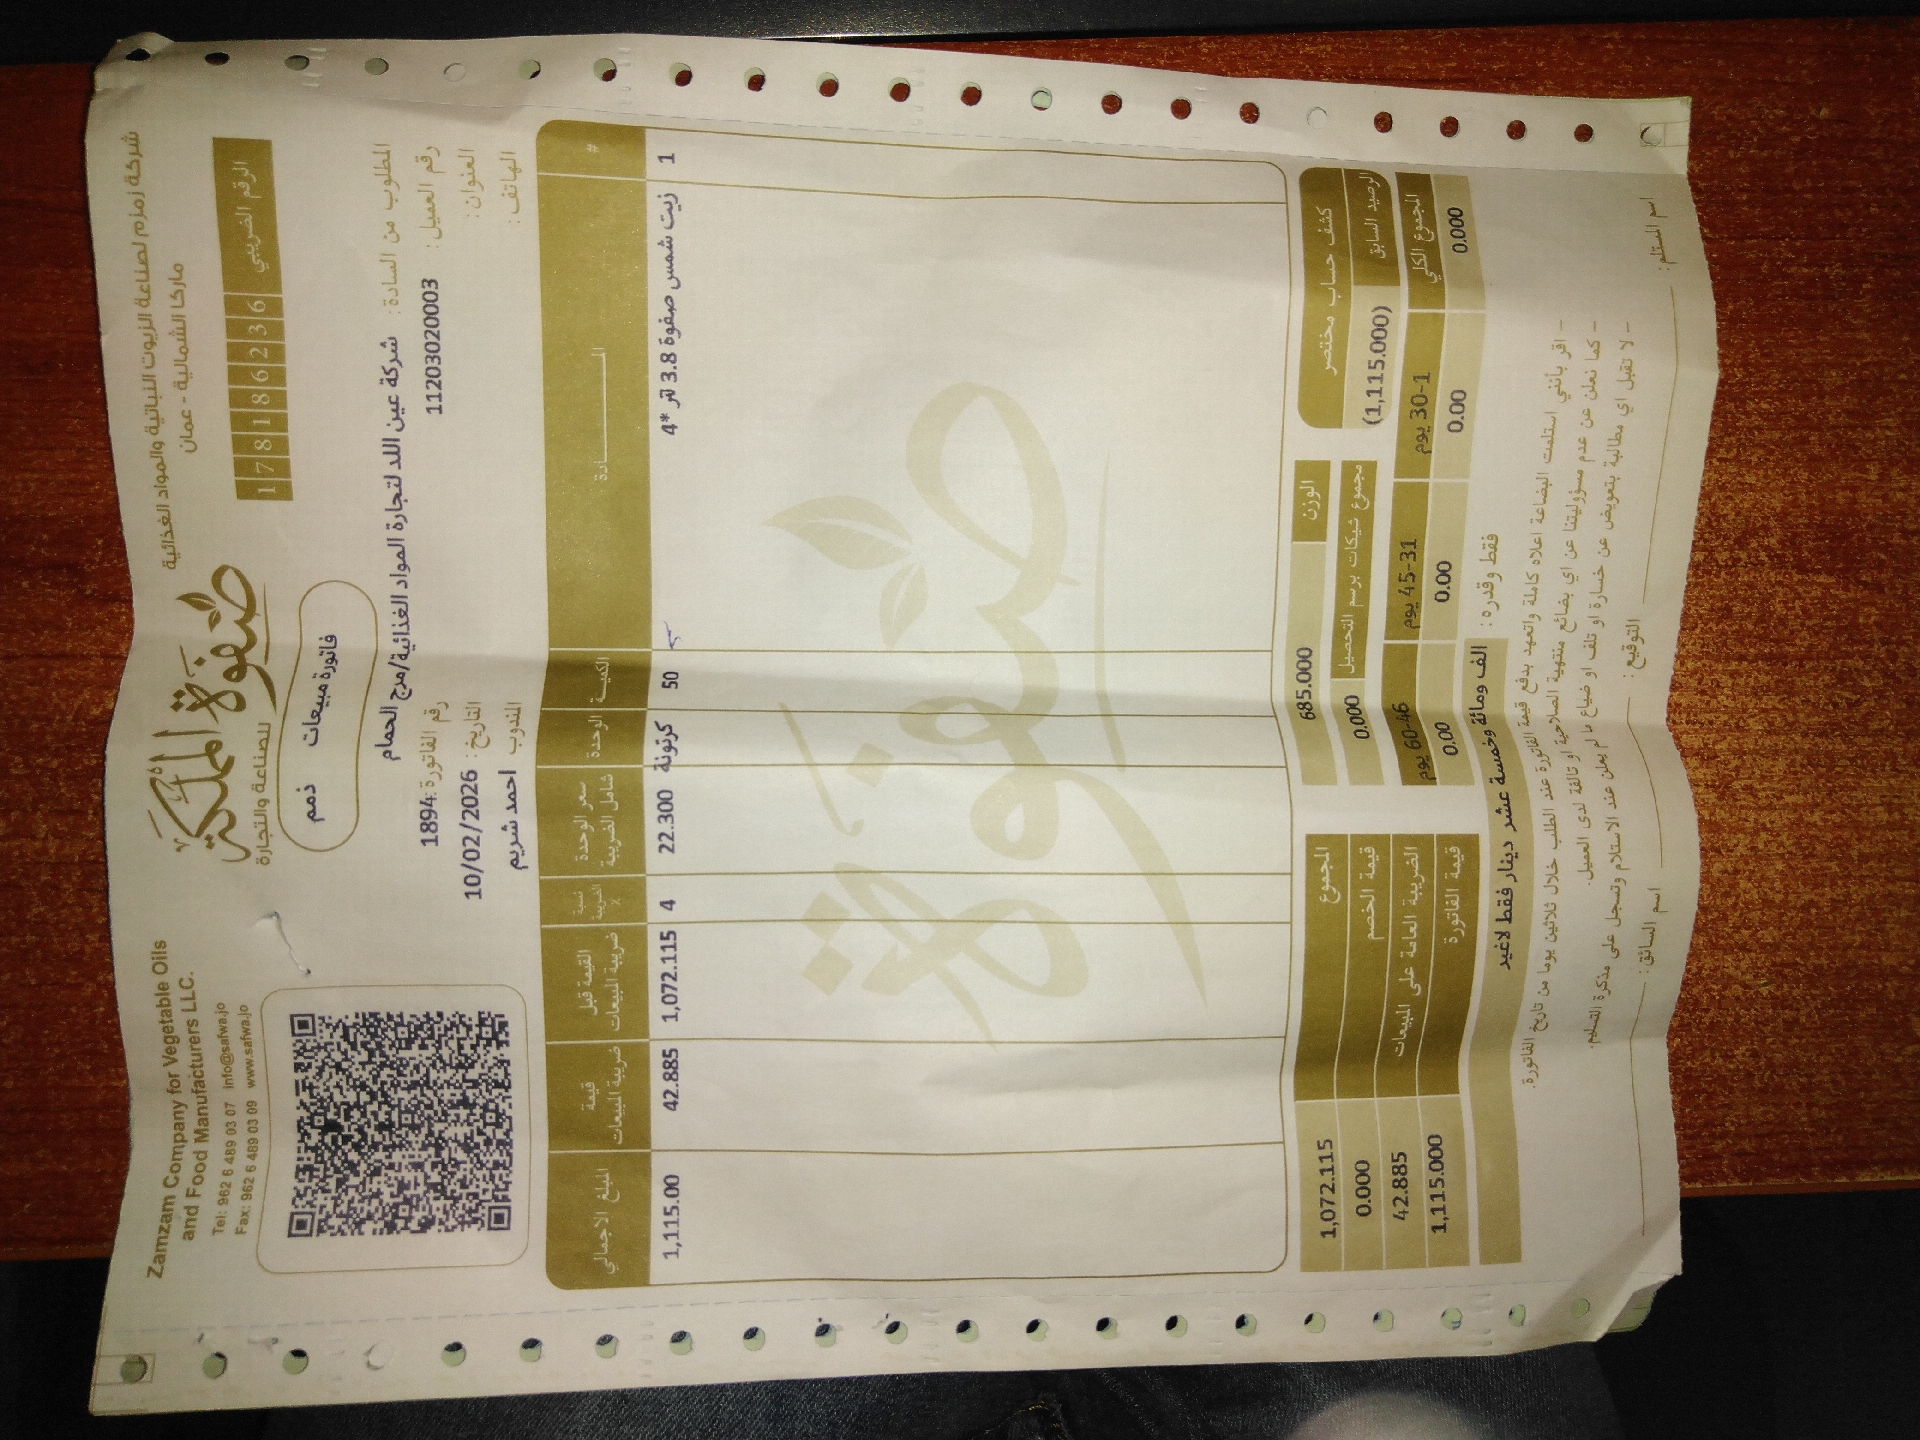 شركة زمزم لصناعة الزيوت النباتية والمواد الغذائية
ماركا الشمالية - عمان
الرقم الضريبي
1 7 8 1 8 6 2 3 6
صفوة المملكة
للصناعة والتجارة
Zamzam Company for Vegetable Oils
and Food Manufacturers LLC.
Tel: 962 6 489 03 07 info@safwa.jo
Fax: 962 6 489 03 09 www.safwa.jo
فاتورة مبيعات ذمم
المطلوب من السادة : شركة عين اللد لتجارة المواد الغذائية/مرج الحمام
رقم العميل : 11203020003
رقم الفاتورة : 1894
العنوان :
التاريخ : 10/02/2026
الهاتف :
المندوب احمد شريم
# المـــــــادة الكميـــة الوحدة سعر الوحدة شامل الضريبة نسبة الضريبة % القيمة قبل ضريبة المبيعات قيمة ضريبة المبيعات المبلغ الاجمالي
1 زيت شمس صفوة 3.8 لتر *4 50 كرتونة 22.300 4 1,072.115 42.885 1,115.00
صفوة
كشف حساب مختصر
الوزن 685.000
المجموع 1,072.115
الرصيد السابق (1,115.000)
مجموع شيكات برسم التحصيل 0.000
قيمة الخصم 0.000
الضريبة العامة على المبيعات 42.885
المجموع الكلي 1-30 يوم 31-45 يوم 46-60 يوم
0.000 0.00 0.00 0.00
قيمة الفاتورة 1,115.000
فقط وقدره : الف ومائة وخمسة عشر دينار فقط لاغير
- اقر بأنني استلمت البضاعة اعلاه كاملة واتعهد بدفع قيمة الفاتورة عند الطلب خلال ثلاثين يوما من تاريخ الفاتورة.
- كما نعلن عن عدم مسؤوليتنا عن اي بضائع منتهية الصلاحية او تالفة لدى العميل.
- لا تقبل اي مطالبة بتعويض عن خسارة او تلف او ضياع ما لم يعلن عند الاستلام وتسجل على مذكرة التسليم.
اسم المستلم: التوقيع : اسم السائق :